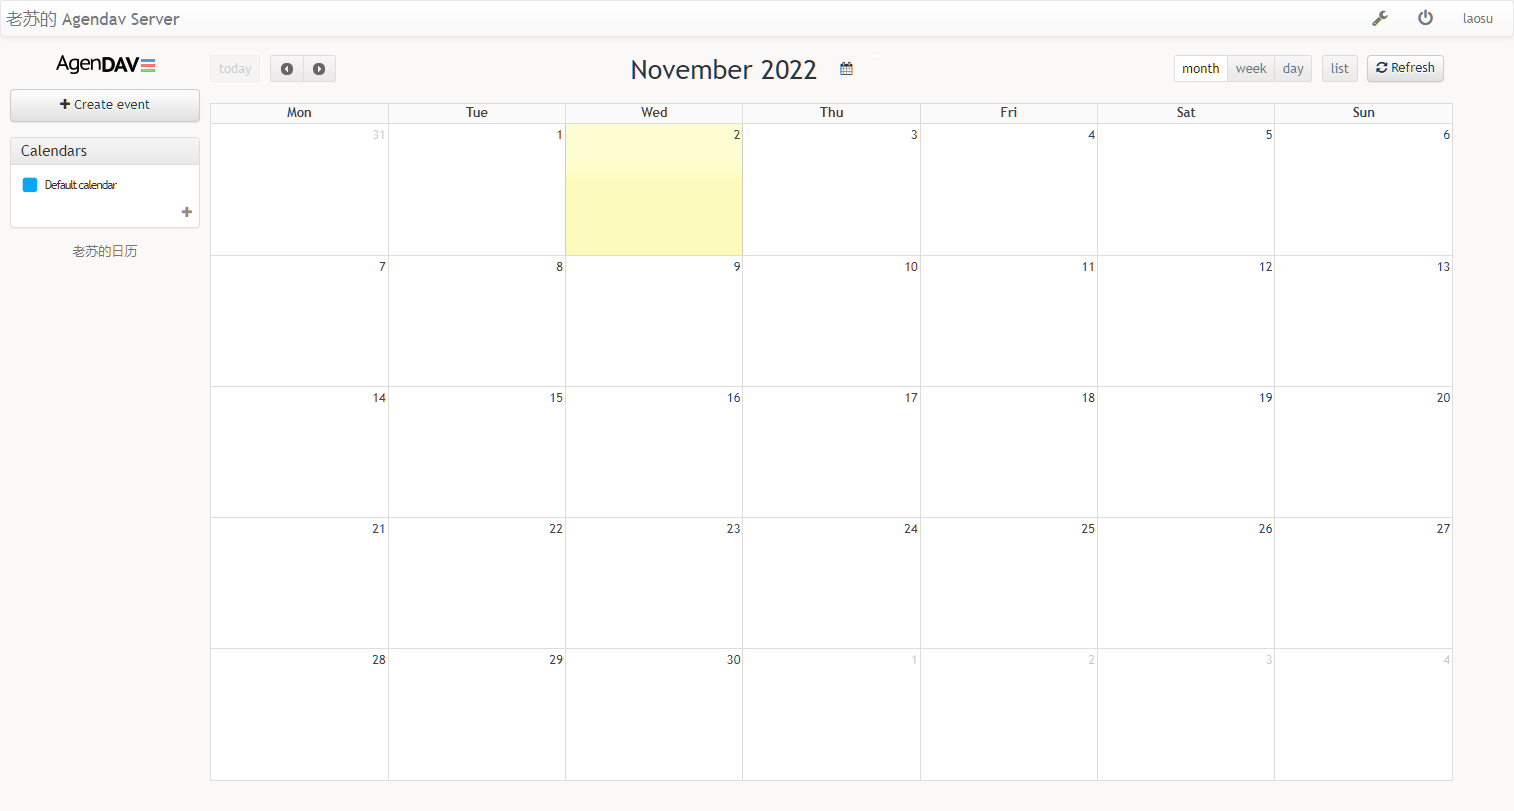 老苏的 Agendav Server
laosu
AgenDAV
today
November 2022
month week day list Refresh
Create event
Calendars
Default calendar
老苏的日历
Mon Tue Wed Thu Fri Sat Sun
31 1 2 3 4 5 6
7 8 9 10 11 12 13
14 15 16 17 18 19 20
21 22 23 24 25 26 27
28 29 30 1 2 3 4